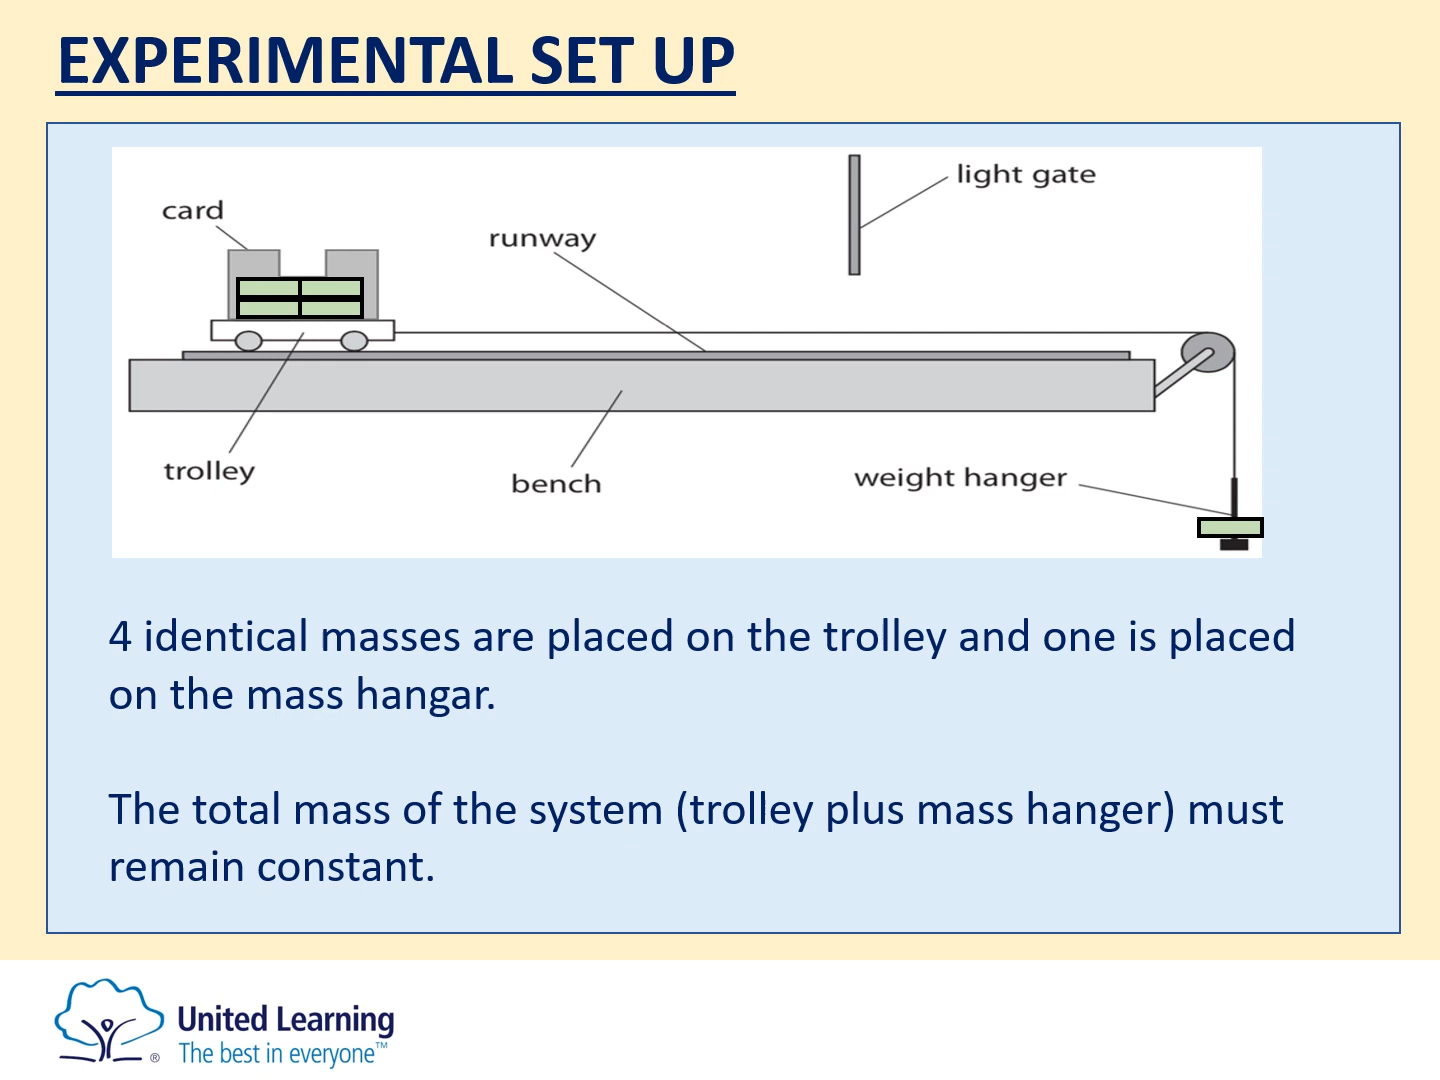 EXPERIMENTAL SET UP
light gate
card
runway
trolley
bench
weight hanger
4 identical masses are placed on the trolley and one is placed
on the mass hangar.
The total mass of the system (trolley plus mass hanger) must
remain constant.
United Learning
The best in everyone™
®